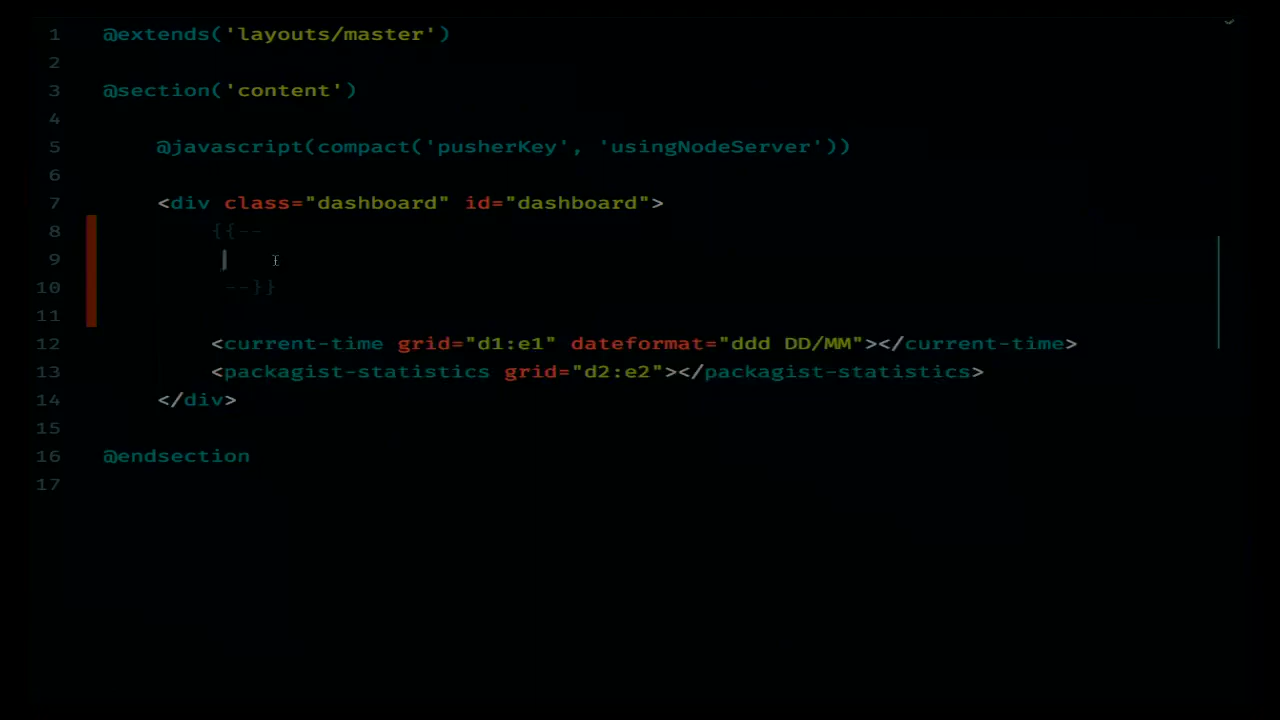 1 @extends('layouts/master')
2
3 @section('content')
4
5 @javascript(compact('pusherKey', 'usingNodeServer'))
6
7 <div class="dashboard" id="dashboard">
8 {{--
9
10 --}}
11
12 <current-time grid="d1:e1" dateformat="ddd DD/MM"></current-time>
13 <packagist-statistics grid="d2:e2"></packagist-statistics>
14 </div>
15
16 @endsection
17